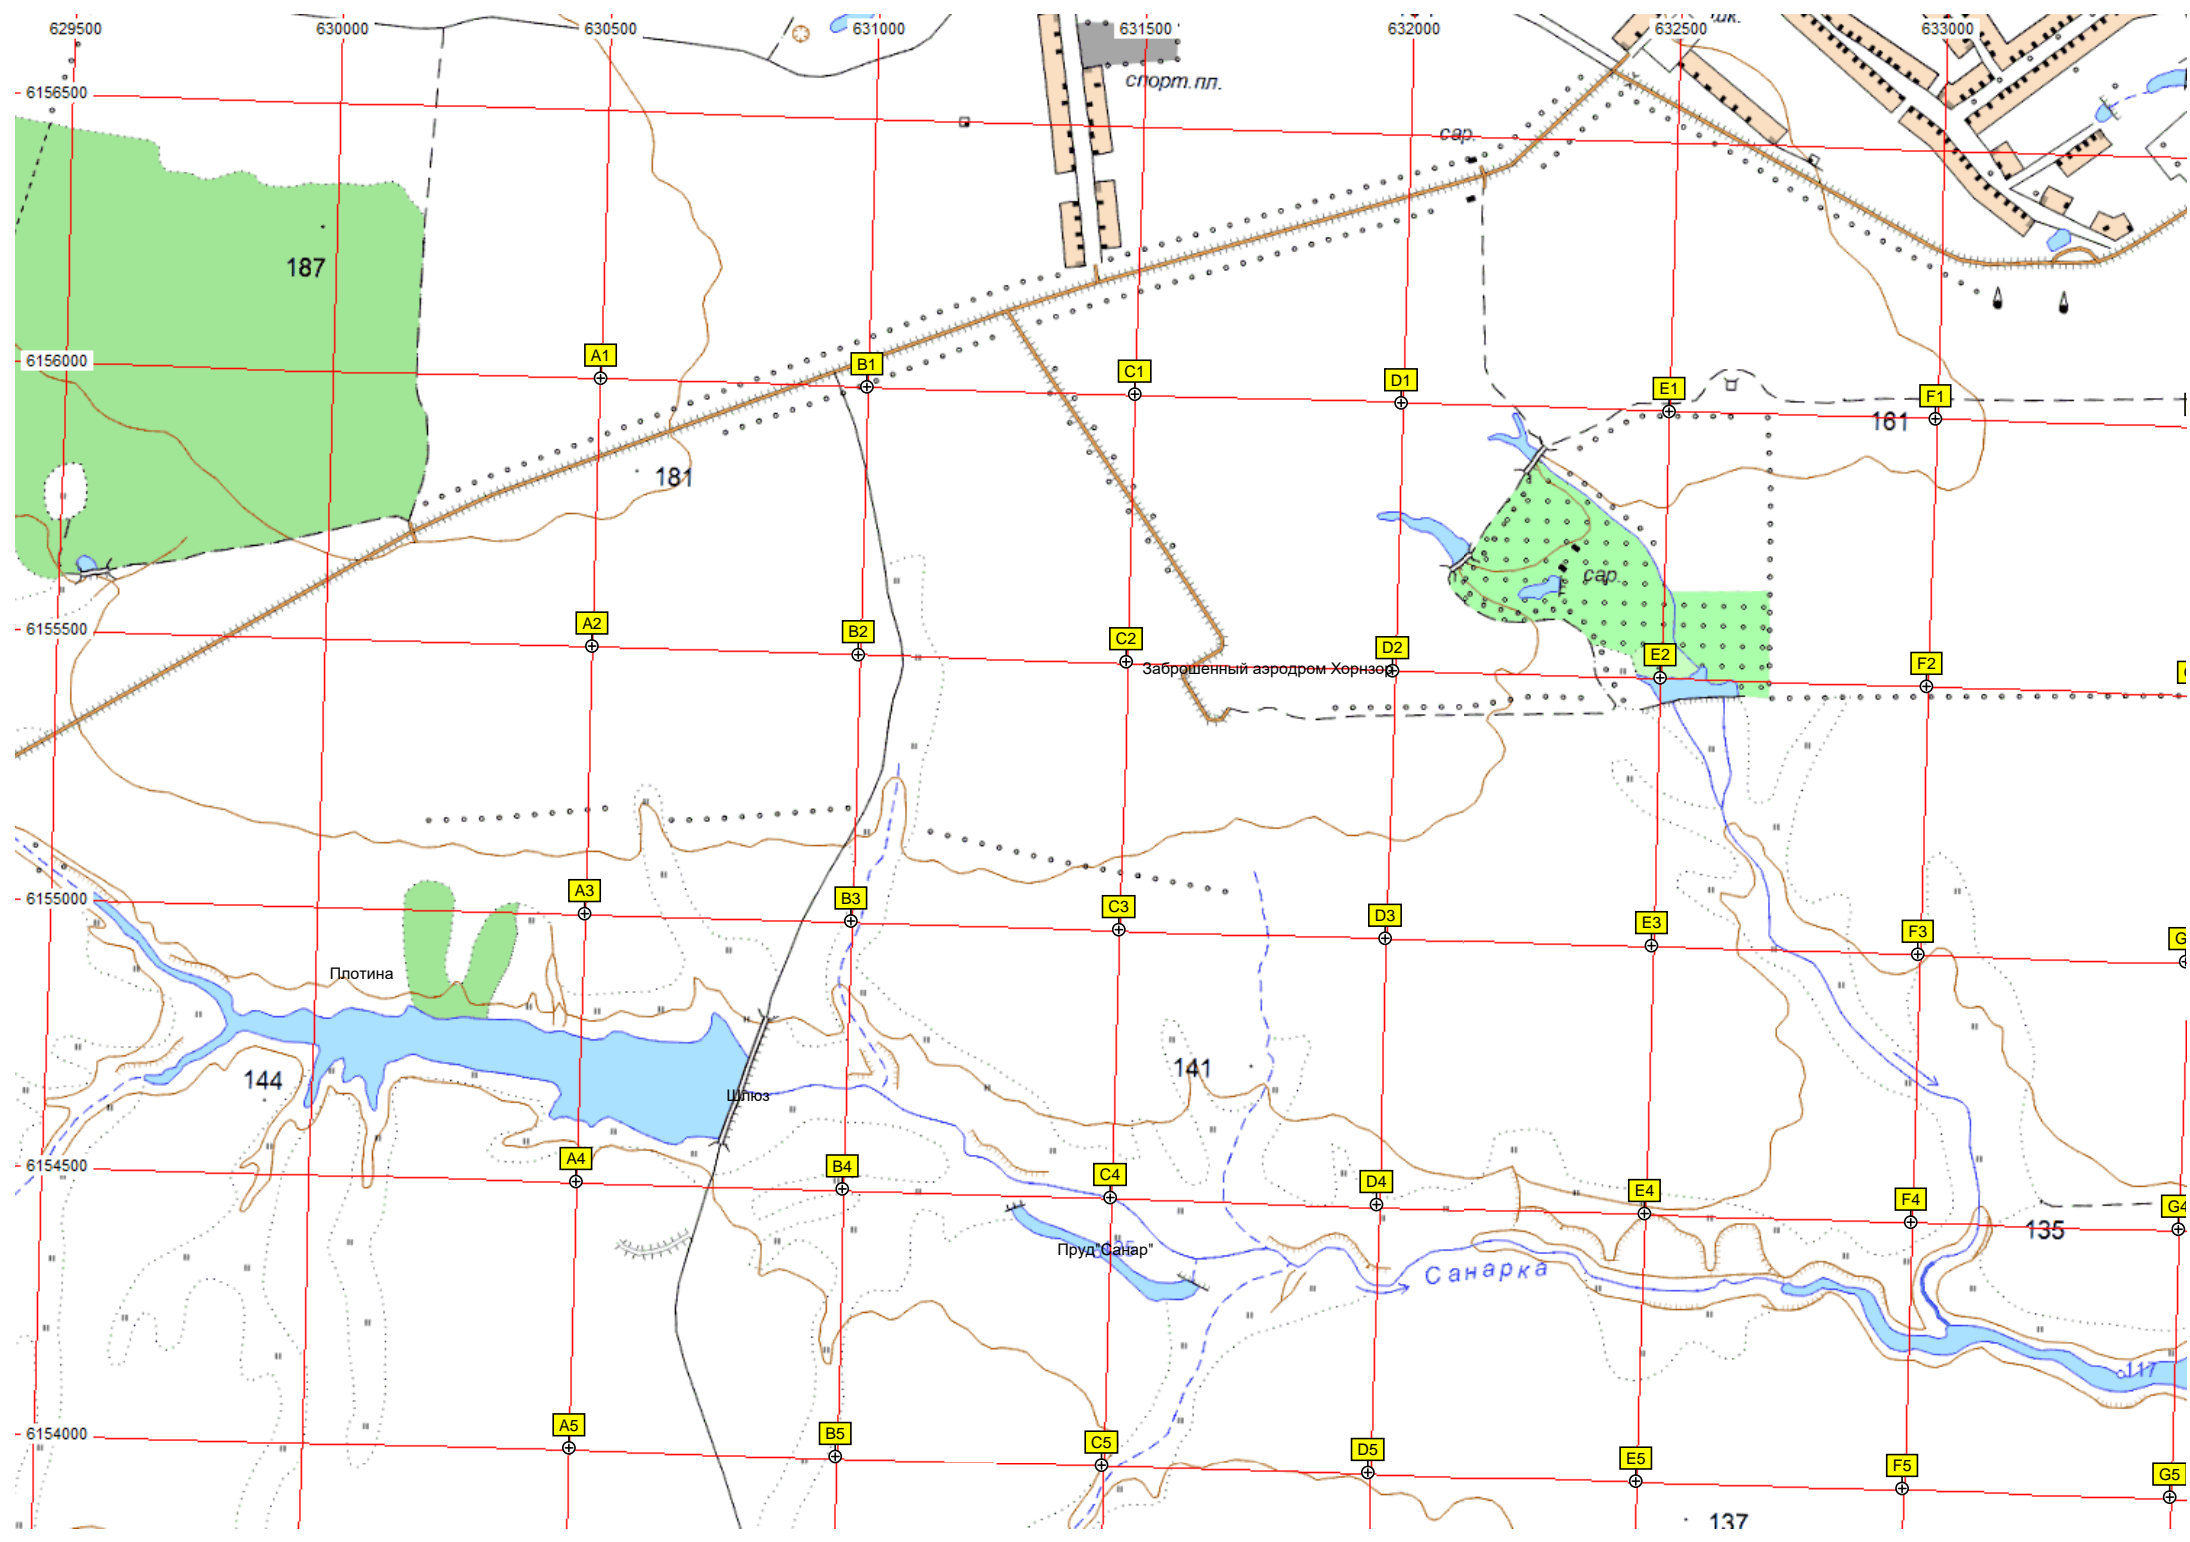 шк.
629500 630000 630500 631000 631500 632000 632500 633000
спорт.пл.
6156500
сар.
187
6156000
A1 B1 C1 D1 E1 F1
161
181
сар.
6155500
A2 B2 C2 D2 E2 F2
Заброшенный аэродром Хорнзор
6155000
A3 B3 C3 D3 E3 F3 G
Плотина
144
141
Шлюз
6154500
A4 B4 C4 D4 E4 F4 G4
135
Пруд"Санар"
Санарка
117
6154000
A5 B5 C5 D5 E5 F5 G5
137